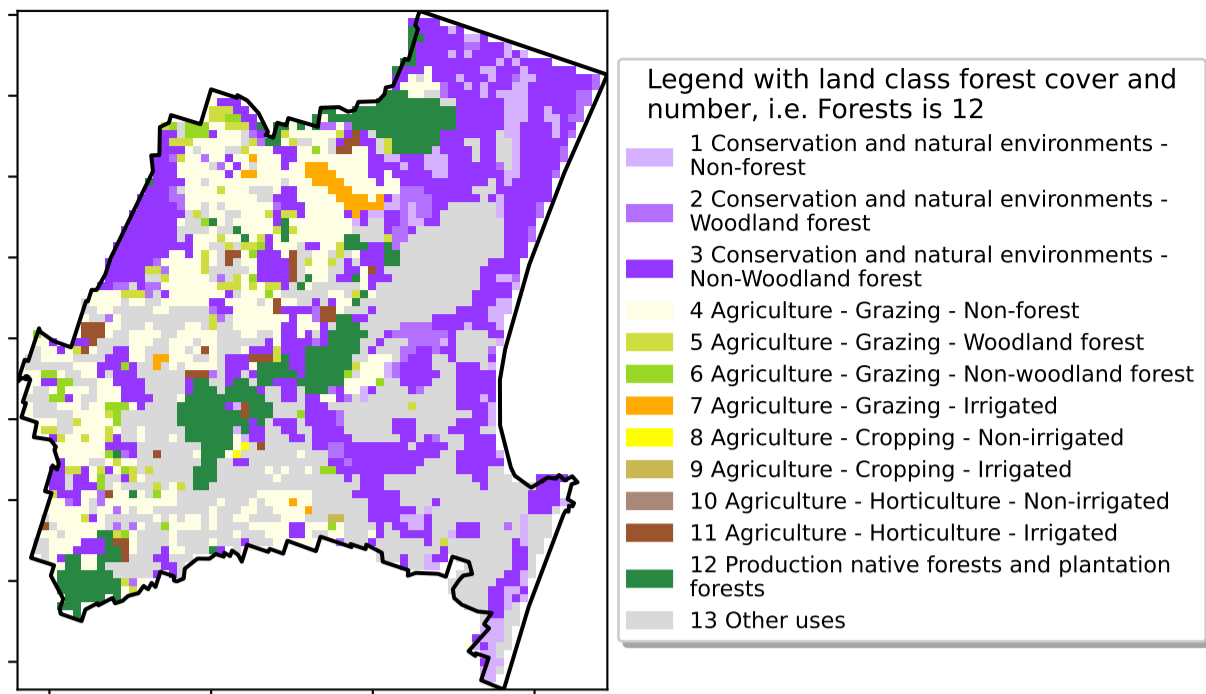 Legend with land class forest cover and
number, i.e. Forests is 12
1 Conservation and natural environments -
Non-forest
2 Conservation and natural environments -
Woodland forest
3 Conservation and natural environments -
Non-Woodland forest
4 Agriculture - Grazing - Non-forest
5 Agriculture - Grazing - Woodland forest
6 Agriculture - Grazing - Non-woodland forest
7 Agriculture - Grazing - Irrigated
8 Agriculture - Cropping - Non-irrigated
9 Agriculture - Cropping - Irrigated
10 Agriculture - Horticulture - Non-irrigated
11 Agriculture - Horticulture - Irrigated
12 Production native forests and plantation
forests
13 Other uses